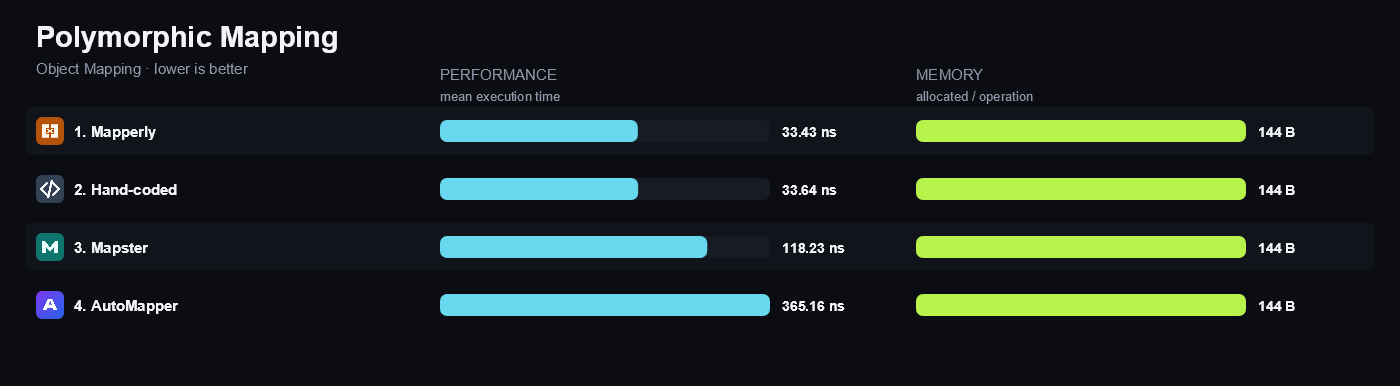 Polymorphic Mapping
Object Mapping · lower is better
PERFORMANCE
mean execution time
MEMORY
allocated / operation
1. Mapperly 33.43 ns 144 B
2. Hand-coded 33.64 ns 144 B
3. Mapster 118.23 ns 144 B
4. AutoMapper 365.16 ns 144 B